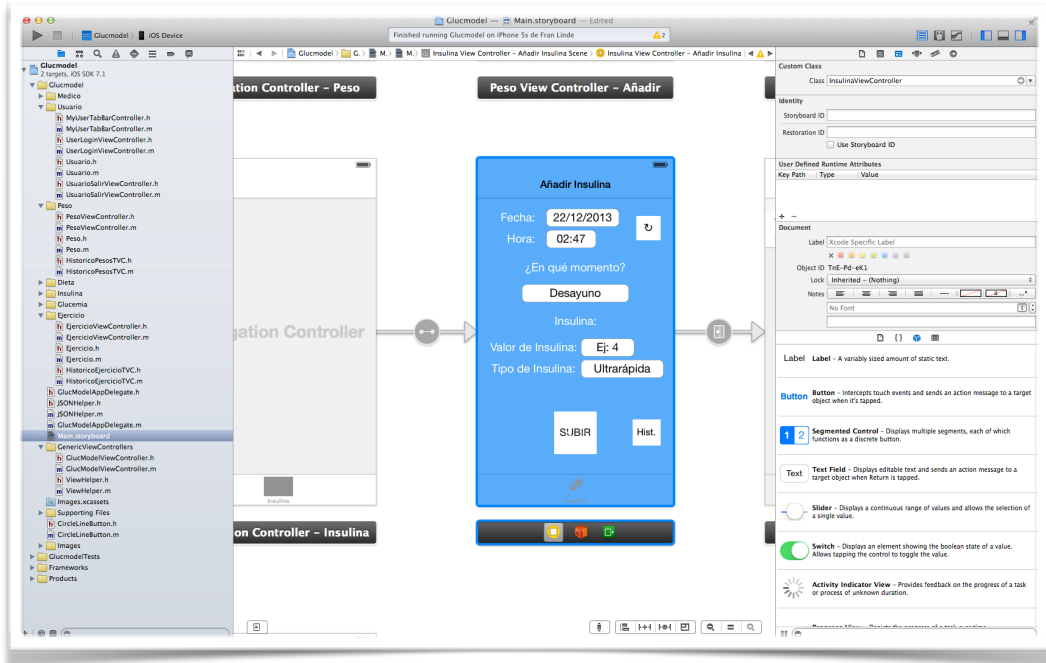 Glucmodel — Main.storyboard — Edited
Glucmodel
iOS Device
Finished running Glucmodel on iPhone 5s de Fran Linde
2
Glucmodel
G.
M.
M.
Insulina View Controller – Añadir Insulina Scene
Insulina View Controller – Añadir Insulina
Glucmodel
2 targets, iOS SDK 7.1
Glucmodel
Medico
Usuario
MyUserTabBarController.h
MyUserTabBarController.m
UserLoginViewController.h
UserLoginViewController.m
Usuario.h
Usuario.m
UsuarioSalirViewController.h
UsuarioSalirViewController.m
Peso
PesoViewController.h
PesoViewController.m
Peso.h
Peso.m
HistoricoPesosTVC.h
HistoricoPesosTVC.m
Dieta
Insulina
Glucemia
Ejercicio
EjercicioViewController.h
EjercicioViewController.m
Ejercicio.h
Ejercicio.m
HistoricoEjercicioTVC.h
HistoricoEjercicioTVC.m
GlucModelAppDelegate.h
JSONHelper.h
JSONHelper.m
GlucModelAppDelegate.m
Main.storyboard
GenericViewControllers
GlucModelViewController.h
GlucModelViewController.m
ViewHelper.h
ViewHelper.m
Images.xcassets
Supporting Files
CircleLineButton.h
CircleLineButton.m
Images
GlucmodelTests
Frameworks
Products
ation Controller – Peso
Peso View Controller – Añadir
Añadir Insulina
Fecha: 22/12/2013
Hora: 02:47
¿En qué momento?
Desayuno
Insulina:
Valor de Insulina: Ej: 4
Tipo de Insulina: Ultrarápida
SUBIR
Hist.
igation Controller
Insulina
on Controller – Insulina
Custom Class
Class InsulinaViewController
Identity
Storyboard ID
Restoration ID
Use Storyboard ID
User Defined Runtime Attributes
Key Path Type Value
Document
Label Xcode Specific Label
Object ID TnE-Pd-eK1
Lock Inherited – (Nothing)
Notes
No Font
Label Label – A variably sized amount of static text.
Button Button – Intercepts touch events and sends an action message to a target
object when it's tapped.
1 2 Segmented Control – Displays multiple segments, each of which
functions as a discrete button.
Text Text Field – Displays editable text and sends an action message to a
target object when Return is tapped.
Slider – Displays a continuous range of values and allows the selection of
a single value.
Switch – Displays an element showing the boolean state of a value.
Allows tapping the control to toggle the value.
Activity Indicator View – Provides feedback on the progress of a task
or process of unknown duration.